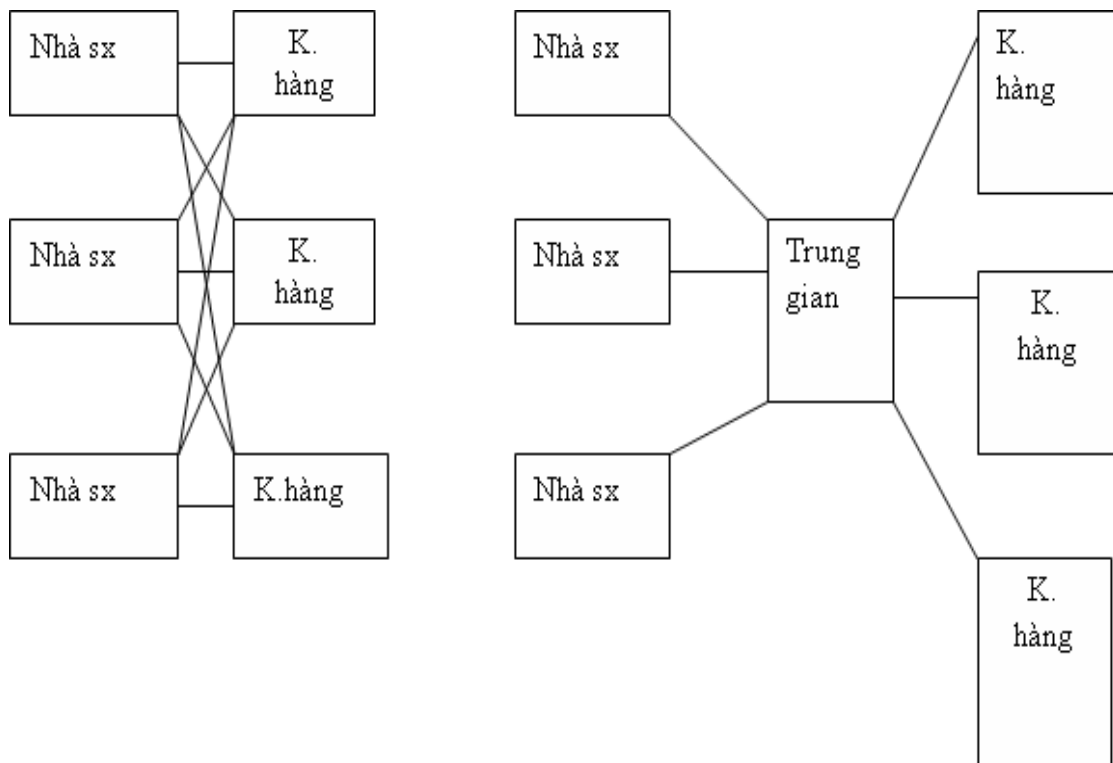 Nhà sx
K.
hàng
Nhà sx
K.
hàng
Nhà sx
K.
hàng
Nhà sx
Trung
gian
K.
hàng
Nhà sx
K.hàng
Nhà sx
K.
hàng